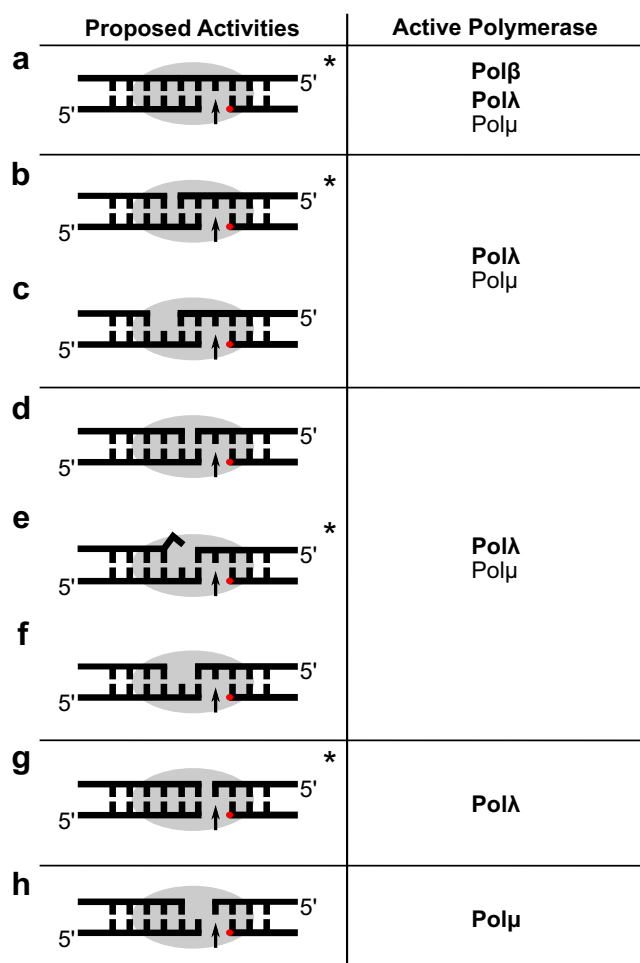 Proposed Activities Active Polymerase
a * Polβ
5' Polλ
5' Polµ
b *
5'
5' Polλ
c Polµ
5'
5'
d
5'
5'
e * Polλ
5' Polµ
5'
f
5'
5'
g *
5' Polλ
5'
h
5' Polµ
5'